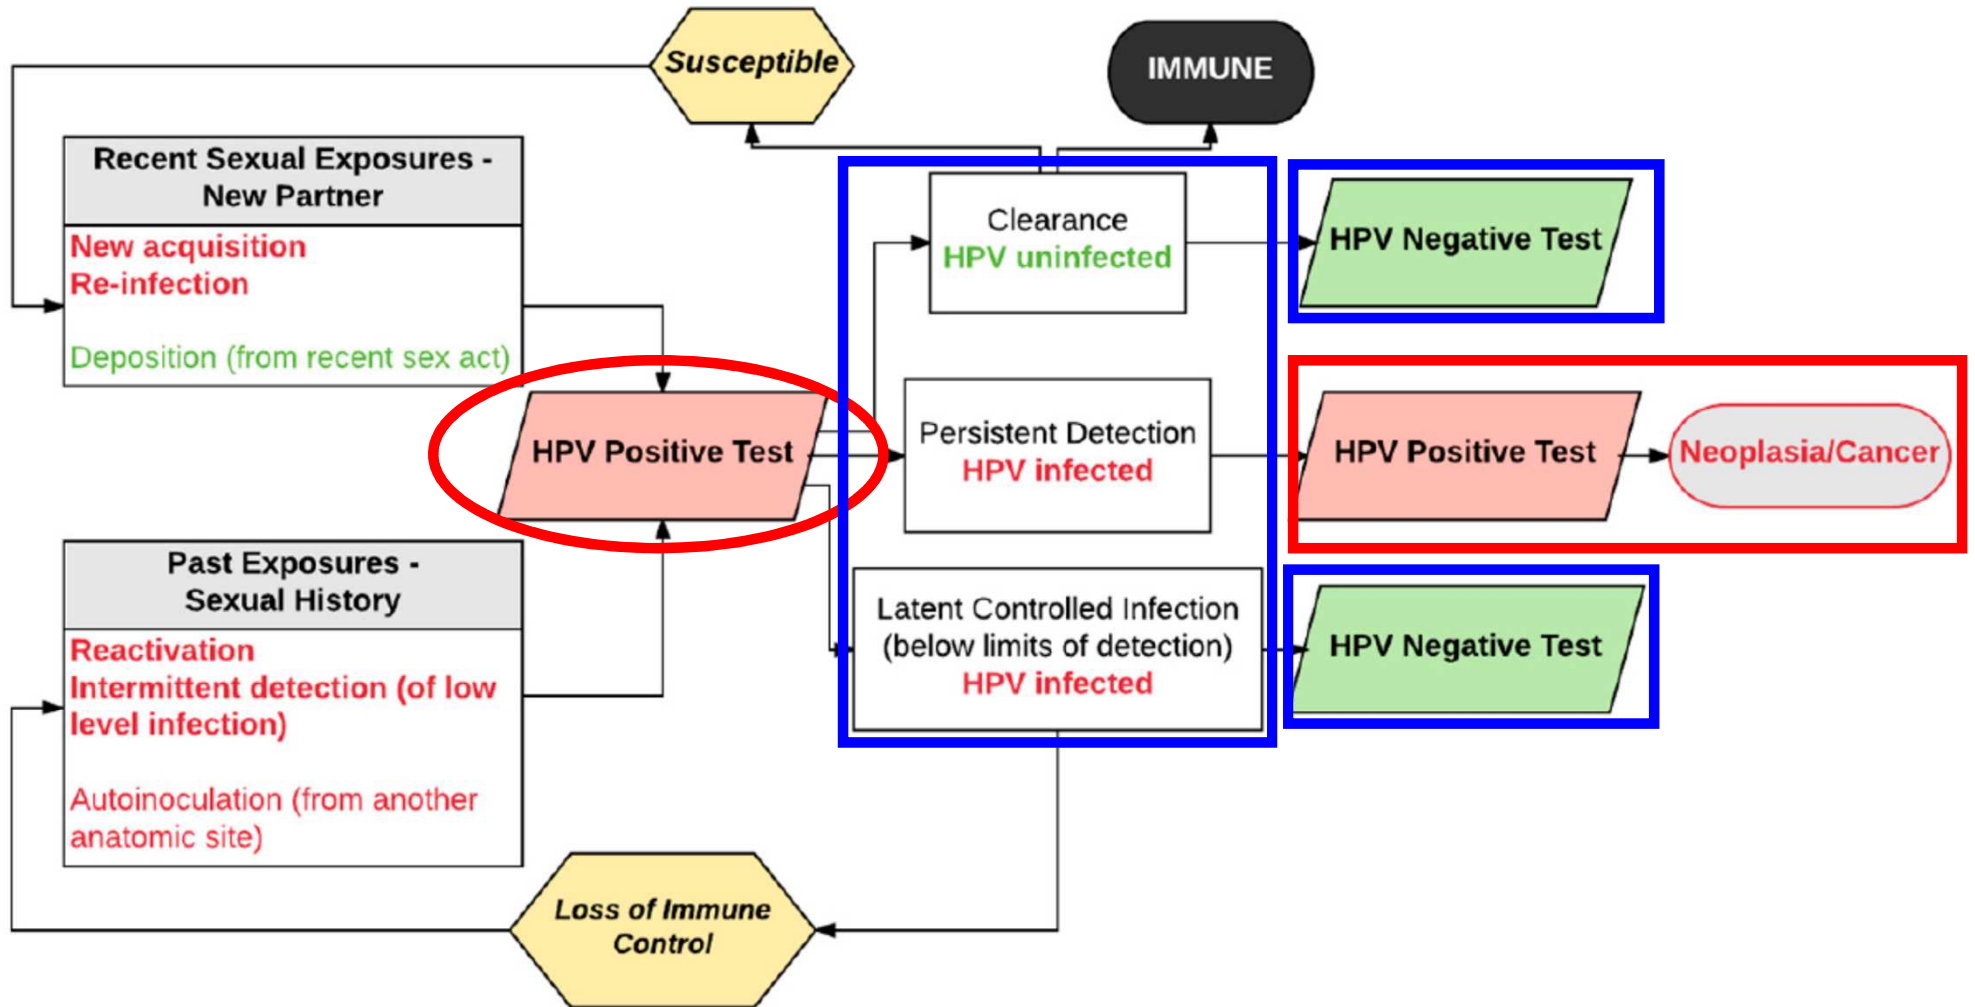 Susceptible
IMMUNE
Recent Sexual Exposures -
New Partner
New acquisition
Re-infection
Deposition (from recent sex act)
Clearance
HPV uninfected
HPV Negative Test
HPV Positive Test
Persistent Detection
HPV infected
HPV Positive Test
Neoplasia/Cancer
Past Exposures -
Sexual History
Reactivation
Intermittent detection (of low
level infection)
Autoinoculation (from another
anatomic site)
Latent Controlled Infection
(below limits of detection)
HPV infected
HPV Negative Test
Loss of Immune
Control